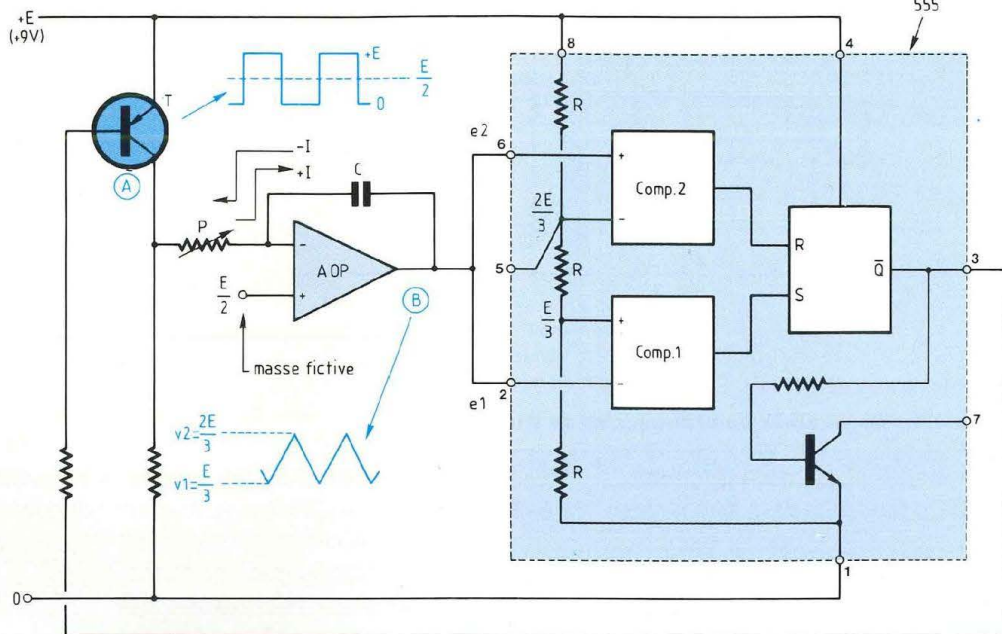 555
+E
(+9V)
8
4
+E
E/2
0
T
R
e2
6
+
Comp.2
−
A
−I
+I
C
2E/3
P
5
R
R
Q̅
3
S
−
AOP
+
E/2
B
E/3
+
Comp.1
−
masse fictive
e1
2
7
v2=2E/3
v1=E/3
R
1
0